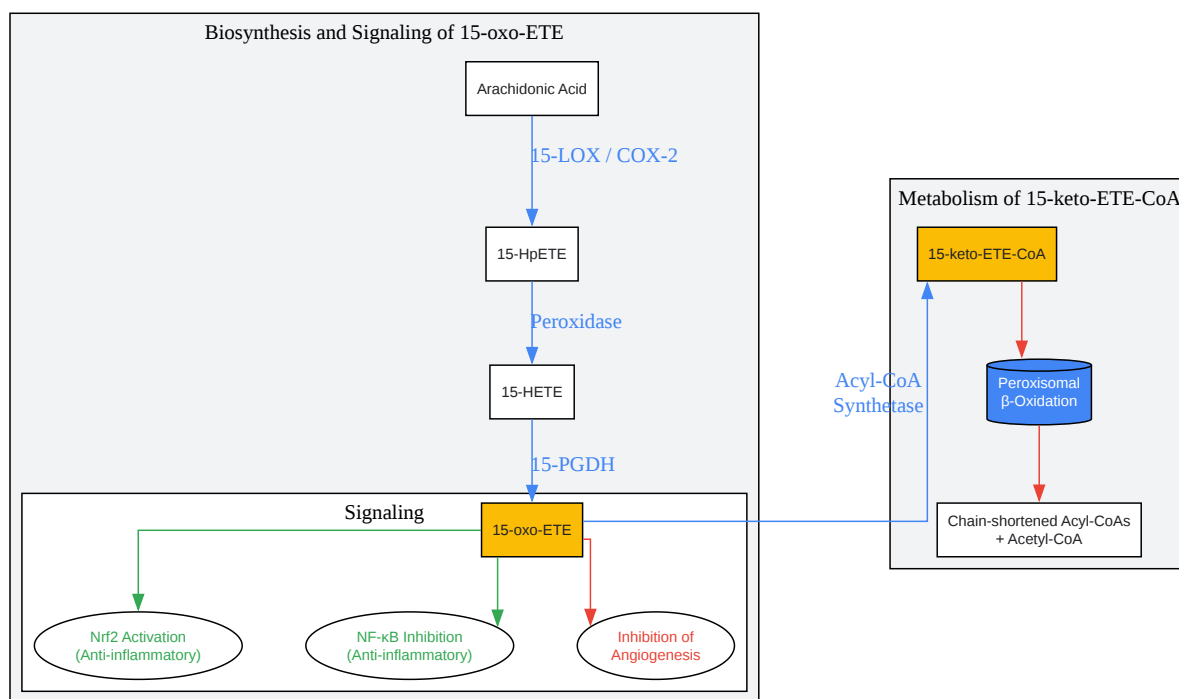 Biosynthesis and Signaling of 15-oxo-ETE
Arachidonic Acid
15-LOX / COX-2
15-HpETE
Peroxidase
15-HETE
15-PGDH
Signaling
15-oxo-ETE
Nrf2 Activation
(Anti-inflammatory)
NF-κB Inhibition
(Anti-inflammatory)
Inhibition of
Angiogenesis
Acyl-CoA
Synthetase
Metabolism of 15-keto-ETE-CoA
15-keto-ETE-CoA
Peroxisomal
β-Oxidation
Chain-shortened Acyl-CoAs
+ Acetyl-CoA